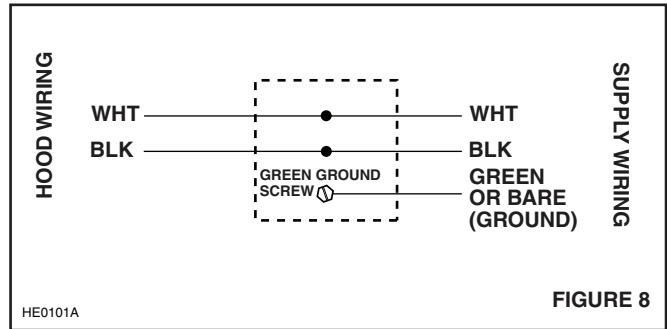 HOOD WIRING
SUPPLY WIRING
WHT
WHT
BLK
BLK
GREEN GROUND
SCREW
GREEN
OR BARE
(GROUND)
HE0101A
FIGURE 8